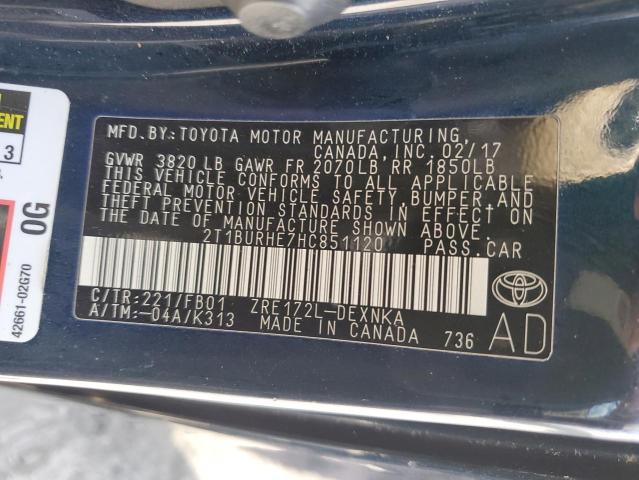 MFD.BY:TOYOTA MOTOR MANUFACTURING,
CANADA,INC. 02/17
GVWR 3820LB GAWR FR 2070LB RR 1850LB
THIS VEHICLE CONFORMS TO ALL APPLICABLE
FEDERAL MOTOR VEHICLE SAFETY,BUMPER,AND
THEFT PREVENTION STANDARDS IN EFFECT ON
THE DATE OF MANUFACTURE SHOWN ABOVE.
2T1BURHE7HC851120 PASS.CAR
C/TR:221/FB01 ZRE172L-DEXNKA
A/TM:-04A/K313 MADE IN CANADA 736
AD
3
0G
42661-02G70